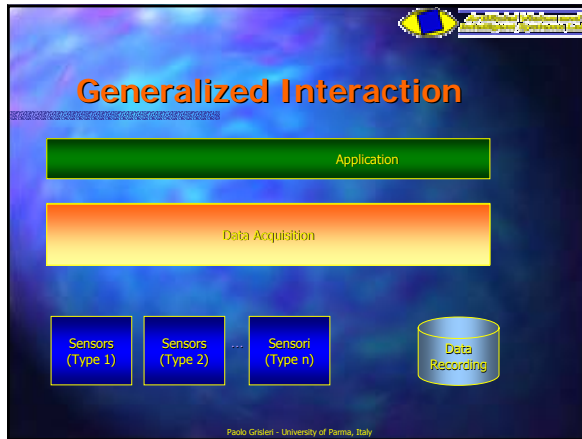 Generalized Interaction
Application
Data Acquisition
Sensors
(Type 1)
Sensors
(Type 2)
...
Sensori
(Type n)
Data
Recording
Paolo Grisleri - University of Parma, Italy